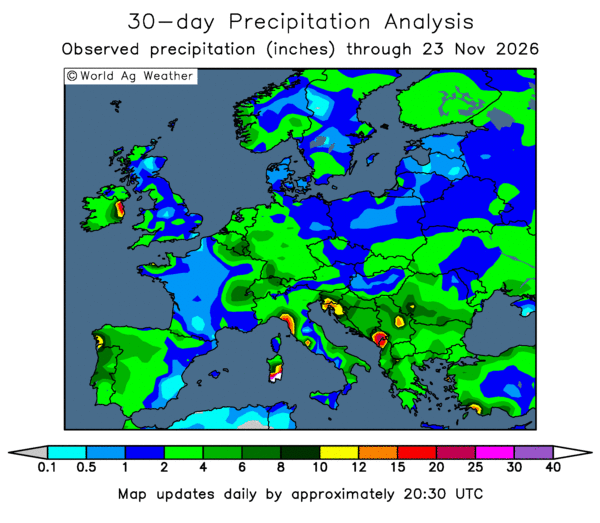 30-day Precipitation Analysis
Observed precipitation (inches) through 23 Nov 2026
© World Ag Weather
0.1 0.5 1 2 4 6 8 10 12 15 20 25 30 40
Map updates daily by approximately 20:30 UTC